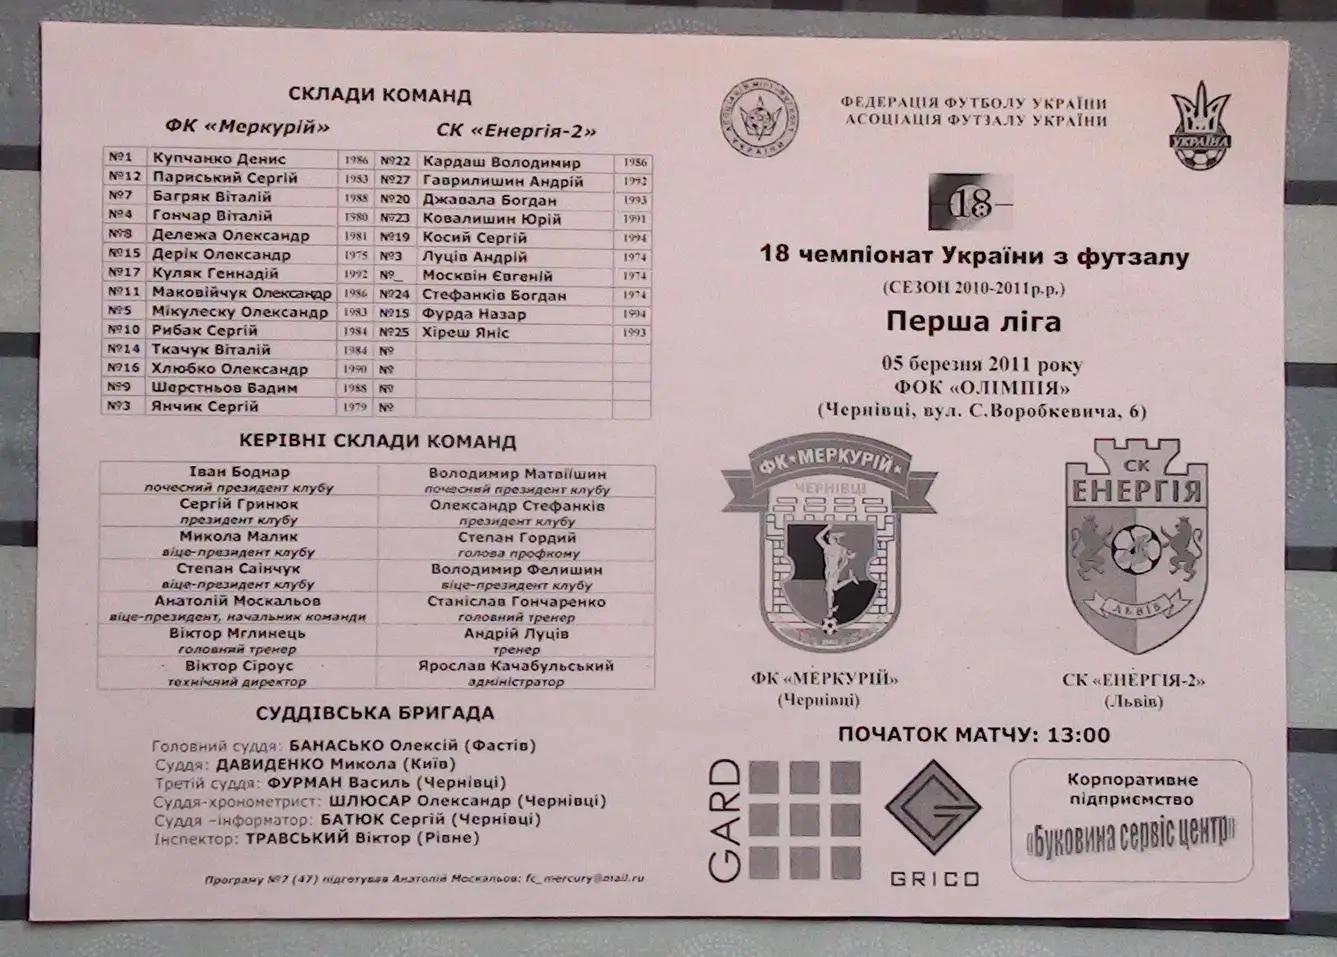 СКЛАДИ КОМАНД
ФК «Меркурій» СК «Енергія-2»
№1 Купчанко Денис 1986 №22 Кардаш Володимир 1986
№12 Париський Сергій 1983 №27 Гаврилишин Андрій 1992
№7 Багряк Віталій 1988 №20 Джавала Богдан 1993
№4 Гончар Віталій 1980 №23 Ковалишин Юрій 1991
№8 Дележа Олександр 1981 №19 Косий Сергій 1994
№15 Дерік Олександр 1975 №3 Луців Андрій 1974
№17 Куляк Геннадій 1992 №_ Москвін Євгеній 1974
№11 Маковійчук Олександр 1986 №24 Стефанків Богдан 1974
№5 Мікулеску Олександр 1983 №15 Фурда Назар 1994
№10 Рибак Сергій 1984 №25 Хіреш Яніс 1993
№14 Ткачук Віталій 1984 №
№16 Хлюбко Олександр 1990 №
№9 Шерстньов Вадим 1988 №
№3 Янчик Сергій 1979 №
КЕРІВНІ СКЛАДИ КОМАНД
Іван Боднар Володимир Матвіїшин
почесний президент клубу почесний президент клубу
Сергій Гринюк Олександр Стефанків
президент клубу президент клубу
Микола Малик Степан Гордий
віце-президент клубу голова профкому
Степан Саінчук Володимир Фелишин
віце-президент клубу віце-президент клубу
Анатолій Москальов Станіслав Гончаренко
віце-президент, начальник команди головний тренер
Віктор Мглинець Андрій Луців
головний тренер тренер
Віктор Сіроус Ярослав Качабульський
технічний директор адміністратор
СУДДІВСЬКА БРИГАДА
Головний суддя: БАНАСЬКО Олексій (Фастів)
Суддя: ДАВИДЕНКО Микола (Київ)
Третій суддя: ФУРМАН Василь (Чернівці)
Суддя-хронометрист: ШЛЮСАР Олександр (Чернівці)
Суддя –інформатор: БАТЮК Сергій (Чернівці)
Інспектор: ТРАВСЬКИЙ Віктор (Рівне)
Програму №7 (47) підготував Анатолій Москальов: fc_mercury@mail.ru
АСОЦІАЦІЯ МІНІ-ФУТБОЛУ УКРАЇНИ
ФЕДЕРАЦІЯ ФУТБОЛУ УКРАЇНИ
АСОЦІАЦІЯ ФУТЗАЛУ УКРАЇНИ
УКРАЇНА
18
18 чемпіонат України з футзалу
(СЕЗОН 2010-2011р.р.)
Перша ліга
05 березня 2011 року
ФОК «ОЛІМПІЯ»
(Чернівці, вул. С.Воробкевича, 6)
ФК МЕРКУРІЙ
ЧЕРНІВЦІ
СК
ЕНЕРГІЯ
ЛЬВІВ
ФК «МЕРКУРІЙ» СК «ЕНЕРГІЯ-2»
(Чернівці) (Львів)
ПОЧАТОК МАТЧУ: 13:00
GARD
GRICO
Корпоративне
підприємство
«Буковина сервіс центр»